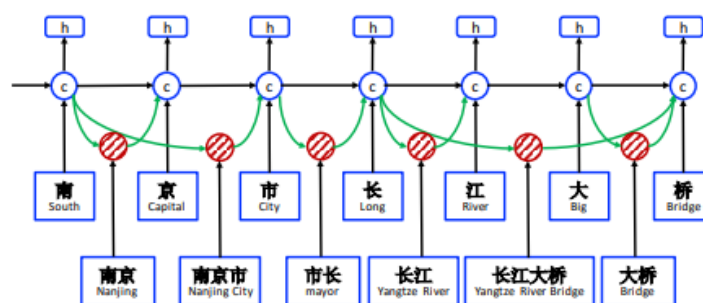 h h h h h h h
c c c c c c c
南 京 市 长 江 大 桥
South Capital City Long River Big Bridge
南京 南京市 市长 长江 长江大桥 大桥
Nanjing Nanjing City mayor Yangtze River Yangtze River Bridge Bridge